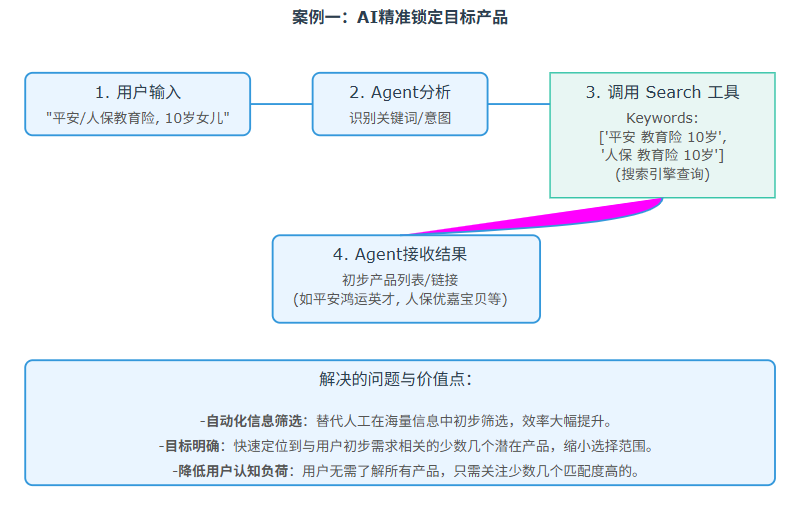 案例一：AI精准锁定目标产品
1. 用户输入
"平安/人保教育险, 10岁女儿"
2. Agent分析
识别关键词/意图
3. 调用 Search 工具
Keywords:
['平安 教育险 10岁',
'人保 教育险 10岁']
(搜索引擎查询)
4. Agent接收结果
初步产品列表/链接
(如平安鸿运英才, 人保优嘉宝贝等)
解决的问题与价值点：
-自动化信息筛选：替代人工在海量信息中初步筛选，效率大幅提升。
-目标明确：快速定位到与用户初步需求相关的少数几个潜在产品，缩小选择范围。
-降低用户认知负荷：用户无需了解所有产品，只需关注少数几个匹配度高的。